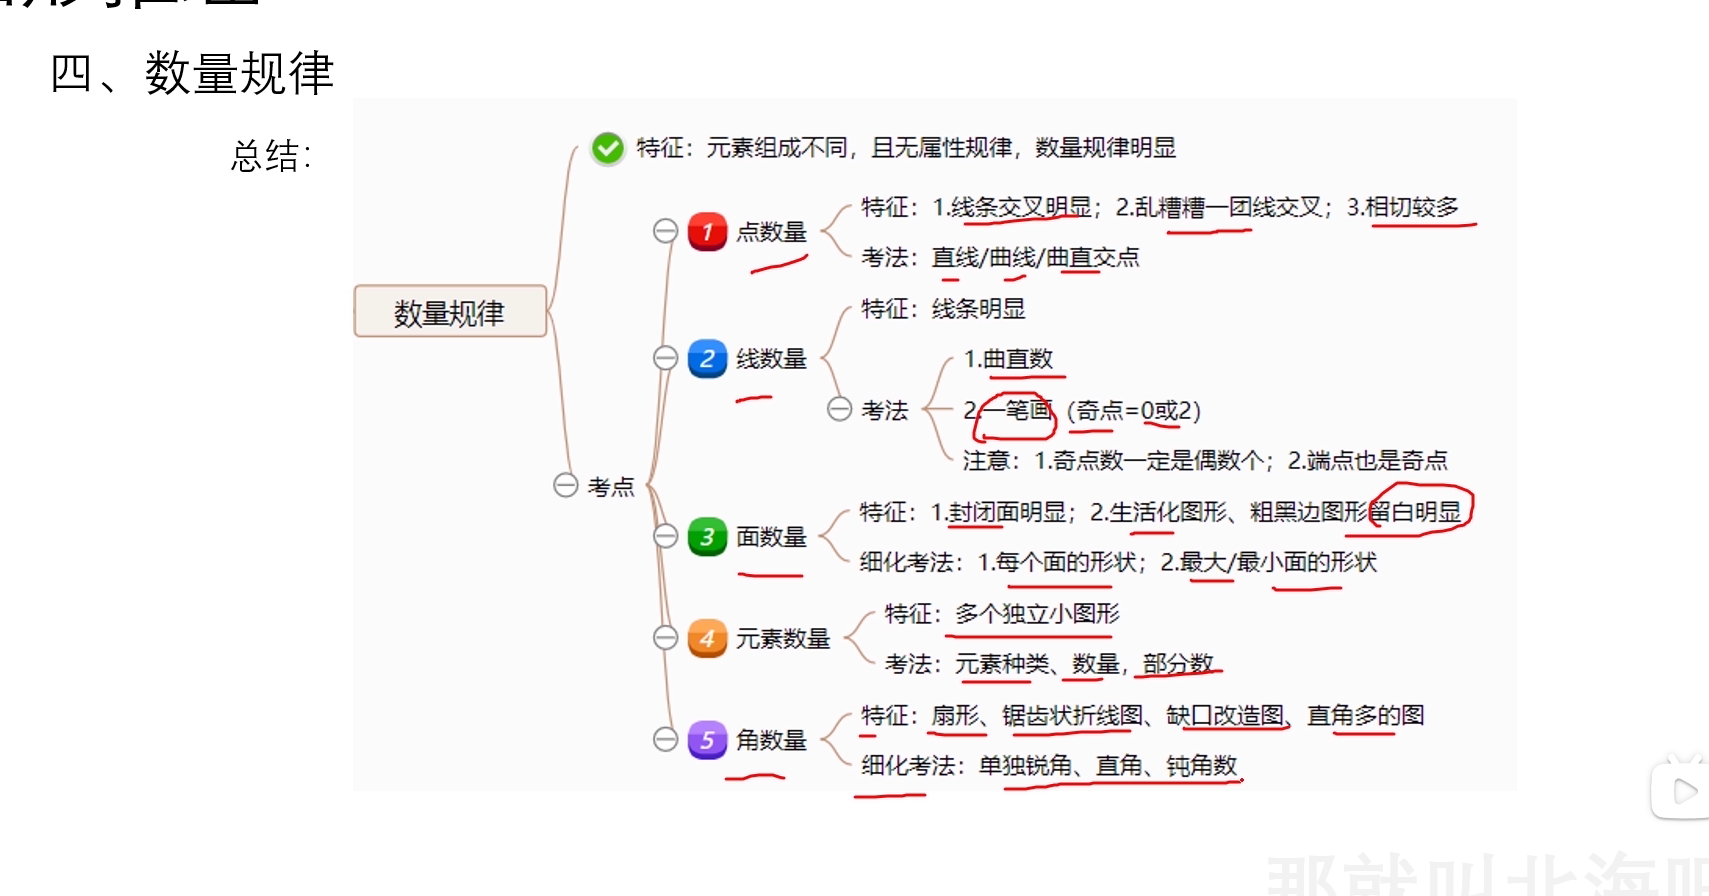 四、数量规律
总结：
特征：元素组成不同，且无属性规律，数量规律明显
数量规律
考点
1 点数量
特征：1.线条交叉明显；2.乱糟糟一团线交叉；3.相切较多
考法：直线/曲线/曲直交点
2 线数量
特征：线条明显
考法
1.曲直数
2.一笔画（奇点=0或2）
注意：1.奇点数一定是偶数个；2.端点也是奇点
3 面数量
特征：1.封闭面明显；2.生活化图形、粗黑边图形留白明显
细化考法：1.每个面的形状；2.最大/最小面的形状
4 元素数量
特征：多个独立小图形
考法：元素种类、数量，部分数
5 角数量
特征：扇形、锯齿状折线图、缺口改造图、直角多的图
细化考法：单独锐角、直角、钝角数
那就叫北海吧